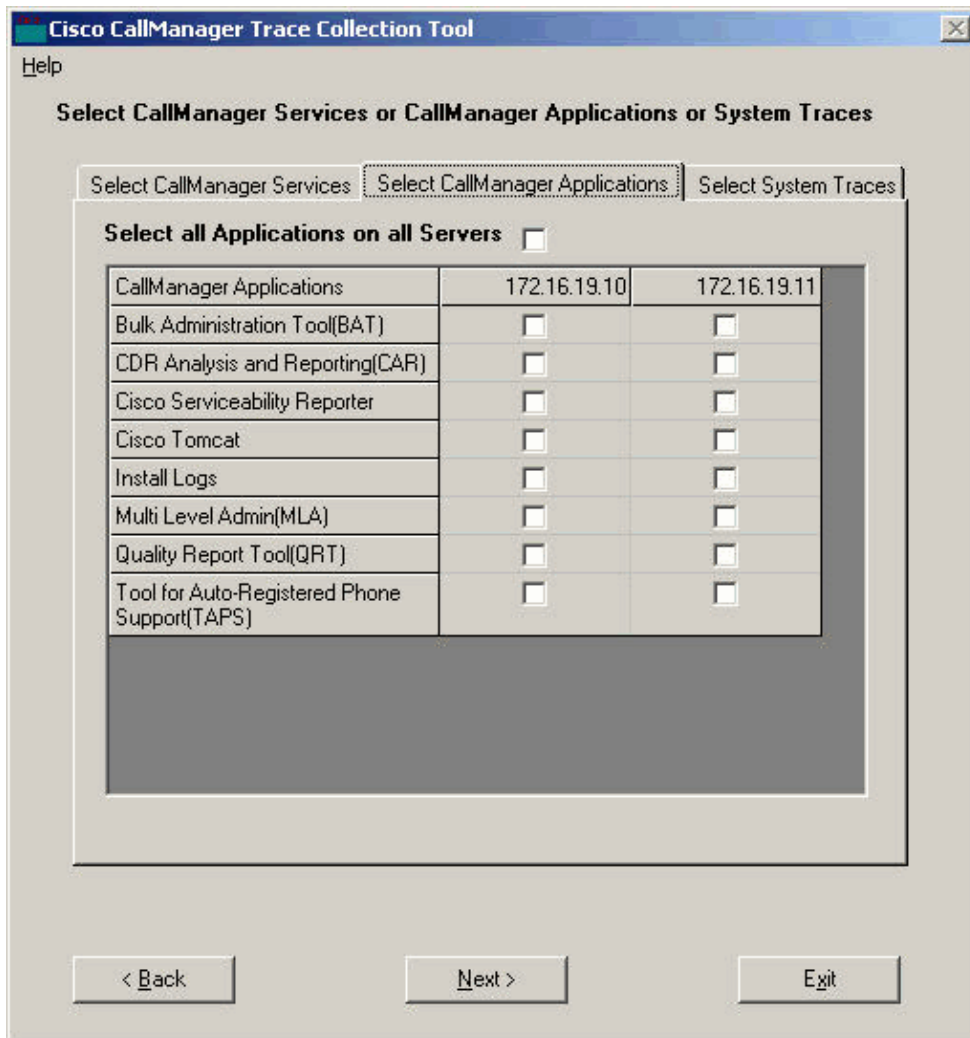 Cisco CallManager Trace Collection Tool
Help
Select CallManager Services or CallManager Applications or System Traces
Select CallManager Services Select CallManager Applications Select System Traces
Select all Applications on all Servers
CallManager Applications 172.16.19.10 172.16.19.11
Bulk Administration Tool(BAT)
CDR Analysis and Reporting(CAR)
Cisco Serviceability Reporter
Cisco Tomcat
Install Logs
Multi Level Admin(MLA)
Quality Report Tool(QRT)
Tool for Auto-Registered Phone
Support(TAPS)
< Back Next > Exit